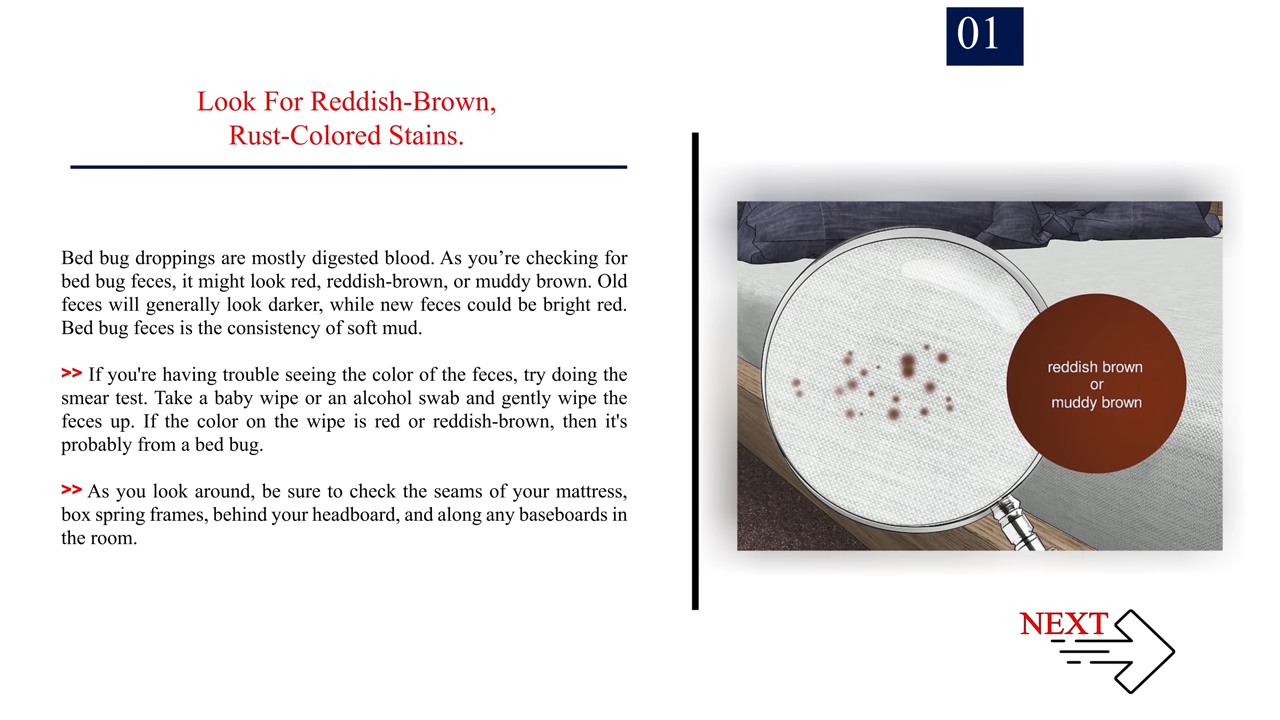 01
Look For Reddish-Brown,
Rust-Colored Stains.
Bed bug droppings are mostly digested blood. As you’re checking for
bed bug feces, it might look red, reddish-brown, or muddy brown. Old
feces will generally look darker, while new feces could be bright red.
Bed bug feces is the consistency of soft mud.
>> If you're having trouble seeing the color of the feces, try doing the
smear test. Take a baby wipe or an alcohol swab and gently wipe the
feces up. If the color on the wipe is red or reddish-brown, then it's
probably from a bed bug.
>> As you look around, be sure to check the seams of your mattress,
box spring frames, behind your headboard, and along any baseboards in
the room.
reddish brown
or
muddy brown
NEXT